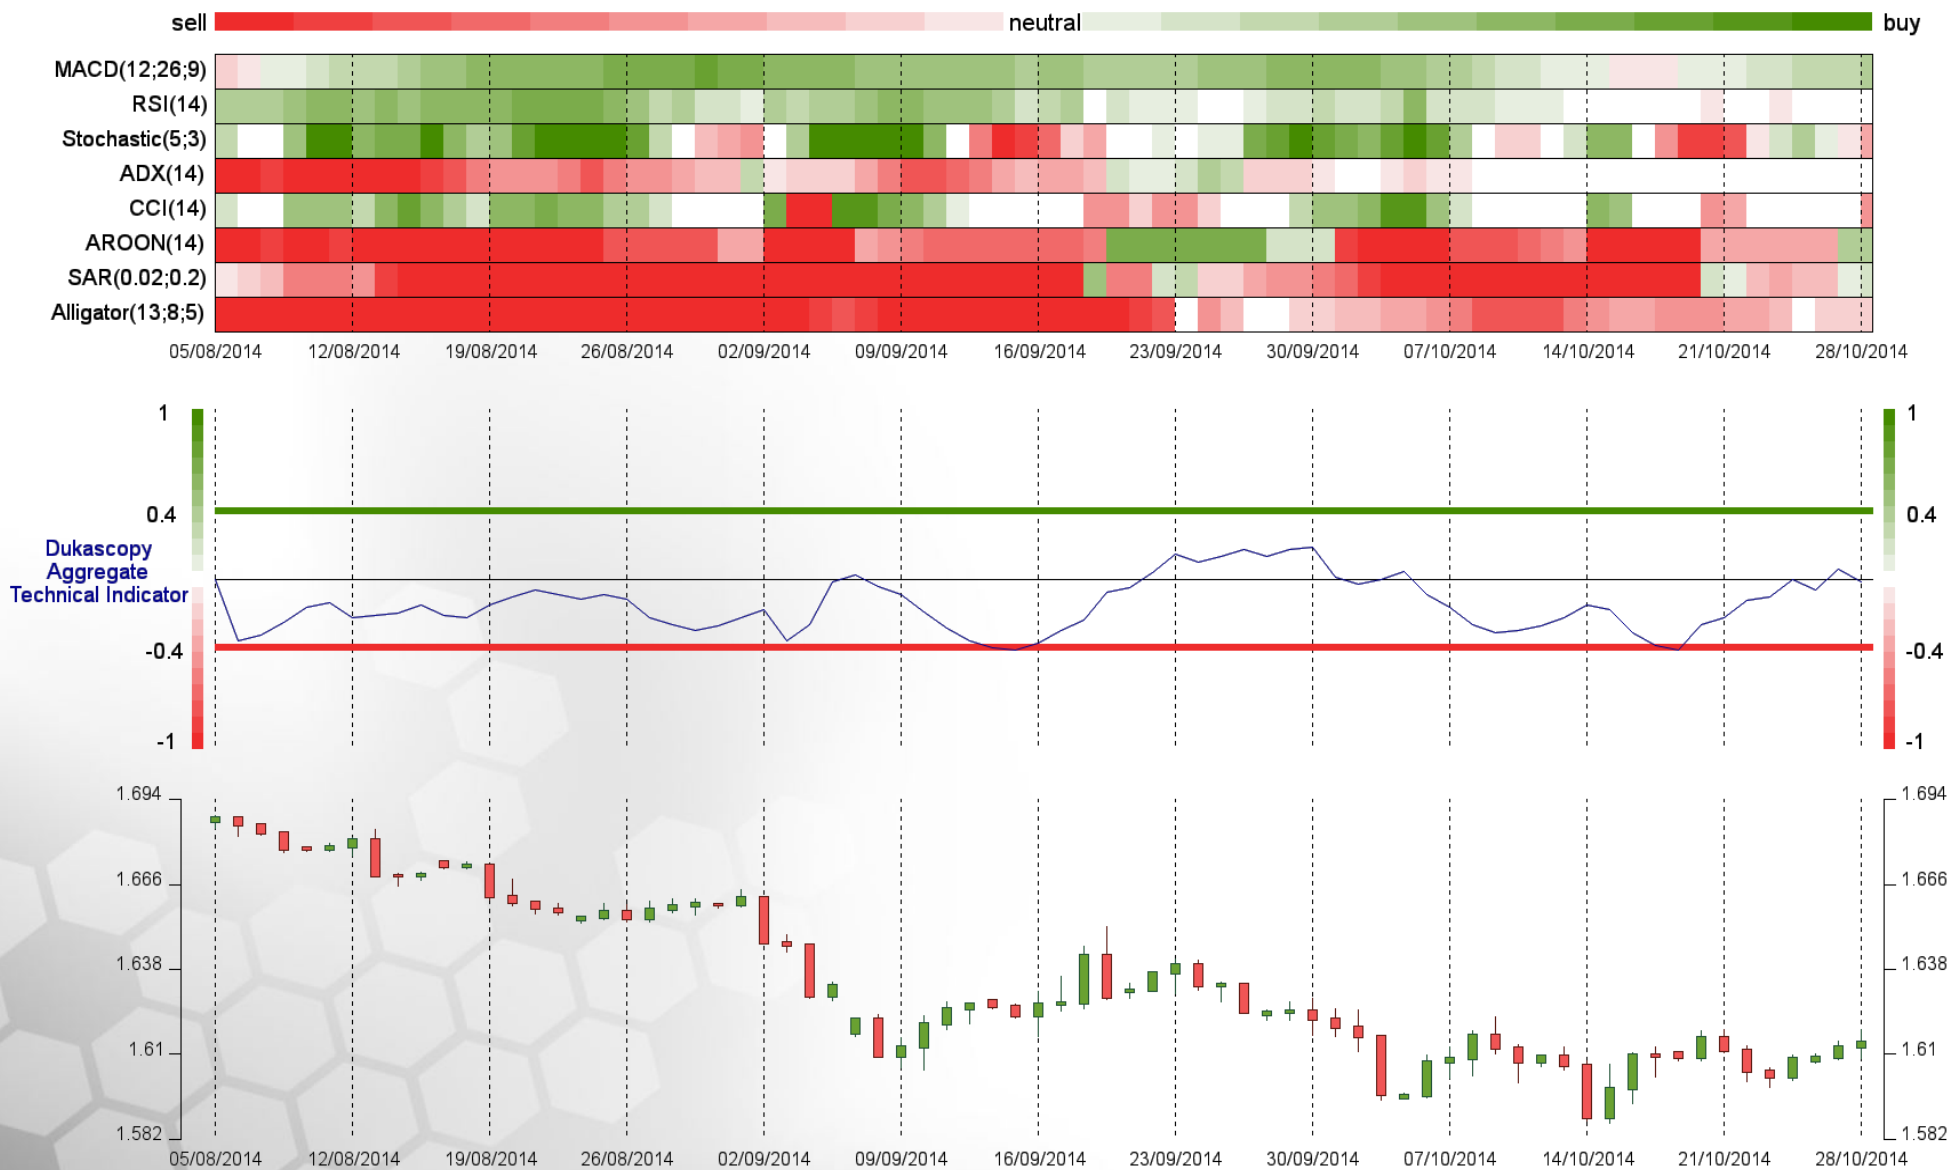 sell neutral buy
MACD(12;26;9)
RSI(14)
Stochastic(5;3)
ADX(14)
CCI(14)
AROON(14)
SAR(0.02;0.2)
Alligator(13;8;5)
05/08/2014 12/08/2014 19/08/2014 26/08/2014 02/09/2014 09/09/2014 16/09/2014 23/09/2014 30/09/2014 07/10/2014 14/10/2014 21/10/2014 28/10/2014
1 1
0.4 0.4
Dukascopy
Aggregate
Technical Indicator
-0.4 -0.4
-1 -1
1.694 1.694
1.666 1.666
1.638 1.638
1.61 1.61
1.582 1.582
05/08/2014 12/08/2014 19/08/2014 26/08/2014 02/09/2014 09/09/2014 16/09/2014 23/09/2014 30/09/2014 07/10/2014 14/10/2014 21/10/2014 28/10/2014